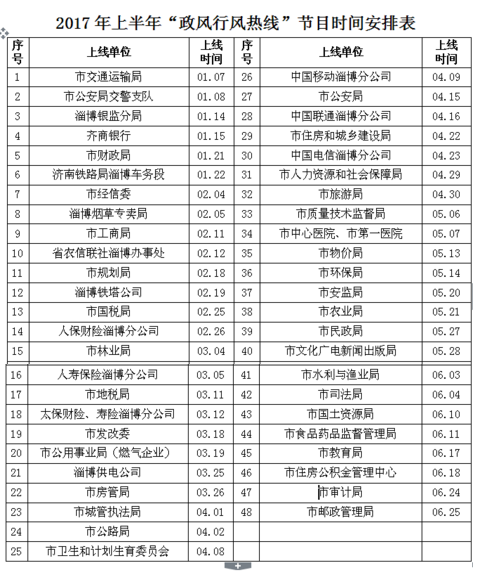 2017年上半年“政风行风热线”节目时间安排表
序号 上线单位 上线时间 序号 上线单位 上线时间
1 市交通运输局 01.07 26 中国移动淄博分公司 04.09
2 市公安局交警支队 01.08 27 市公安局 04.15
3 淄博银监分局 01.14 28 中国联通淄博分公司 04.16
4 齐商银行 01.15 29 市住房和城乡建设局 04.22
5 市财政局 01.21 30 中国电信淄博分公司 04.23
6 济南铁路局淄博车务段 01.22 31 市人力资源和社会保障局 04.29
7 市经信委 02.04 32 市旅游局 04.30
8 淄博烟草专卖局 02.05 33 市质量技术监督局 05.06
9 市工商局 02.11 34 市中心医院、市第一医院 05.07
10 省农信联社淄博办事处 02.12 35 市物价局 05.13
11 市规划局 02.18 36 市环保局 05.14
12 淄博铁塔公司 02.19 37 市安监局 05.20
13 市国税局 02.25 38 市农业局 05.21
14 人保财险淄博分公司 02.26 39 市民政局 05.27
15 市林业局 03.04 40 市文化广电新闻出版局 05.28
16 人寿保险淄博分公司 03.05 41 市水利与渔业局 06.03
17 市地税局 03.11 42 市司法局 06.04
18 太保财险、寿险淄博分公司 03.12 43 市国土资源局 06.10
19 市发改委 03.18 44 市食品药品监督管理局 06.11
20 市公用事业局（燃气企业） 03.19 45 市教育局 06.17
21 淄博供电公司 03.25 46 市住房公积金管理中心 06.18
22 市房管局 03.26 47 市审计局 06.24
23 市城管执法局 04.01 48 市邮政管理局 06.25
24 市公路局 04.02
25 市卫生和计划生育委员会 04.08